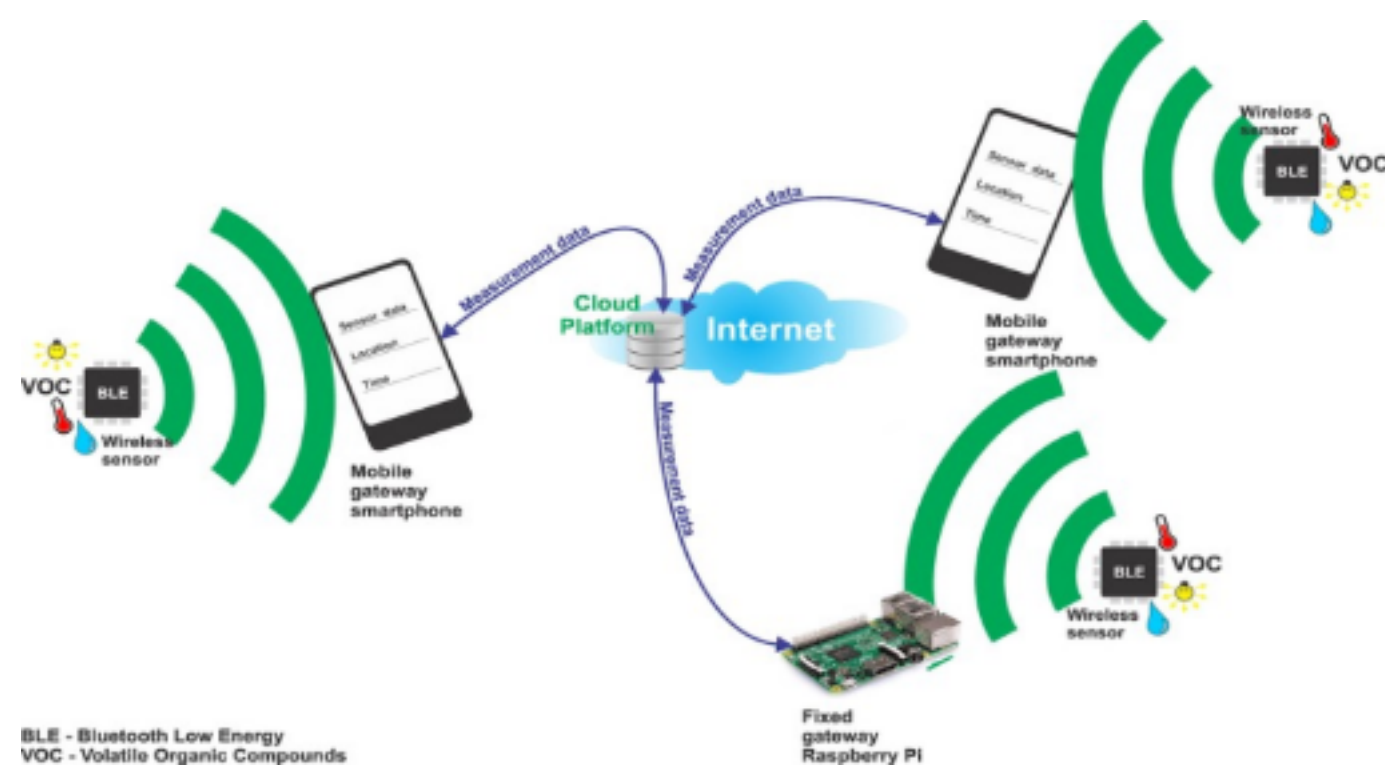 Wireless
sensor
BLE
VOC
Sensor data
Location
Time
Measurement data
Measurement data
Cloud
Platform
Internet
Mobile
gateway
smartphone
Sensor data
Location
Time
VOC
BLE
Wireless
sensor
Mobile
gateway
smartphone
Measurement data
BLE
VOC
Wireless
sensor
Fixed
gateway
Raspberry Pi
BLE - Bluetooth Low Energy
VOC - Volatile Organic Compounds